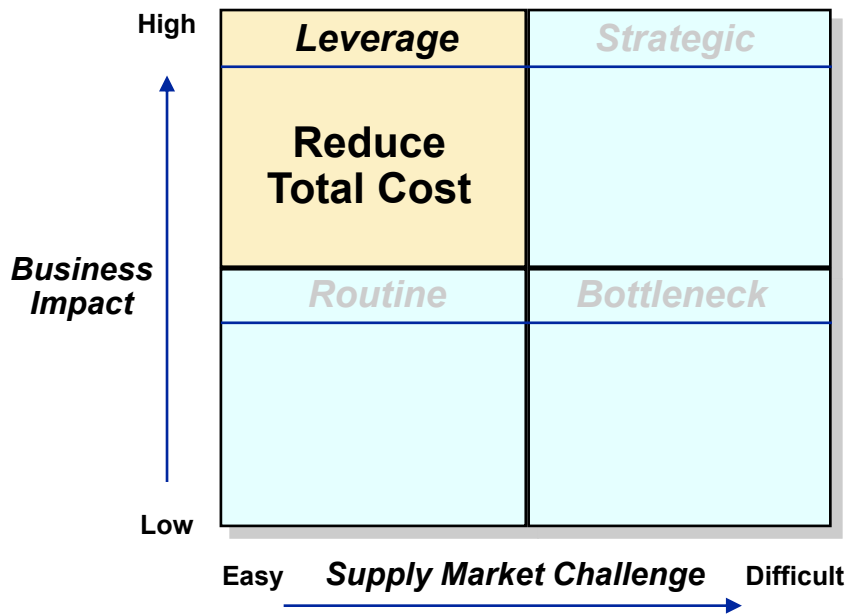 High
Leverage
Strategic
Reduce
Total Cost
Business
Impact
Routine
Bottleneck
Low
Easy
Supply Market Challenge
Difficult